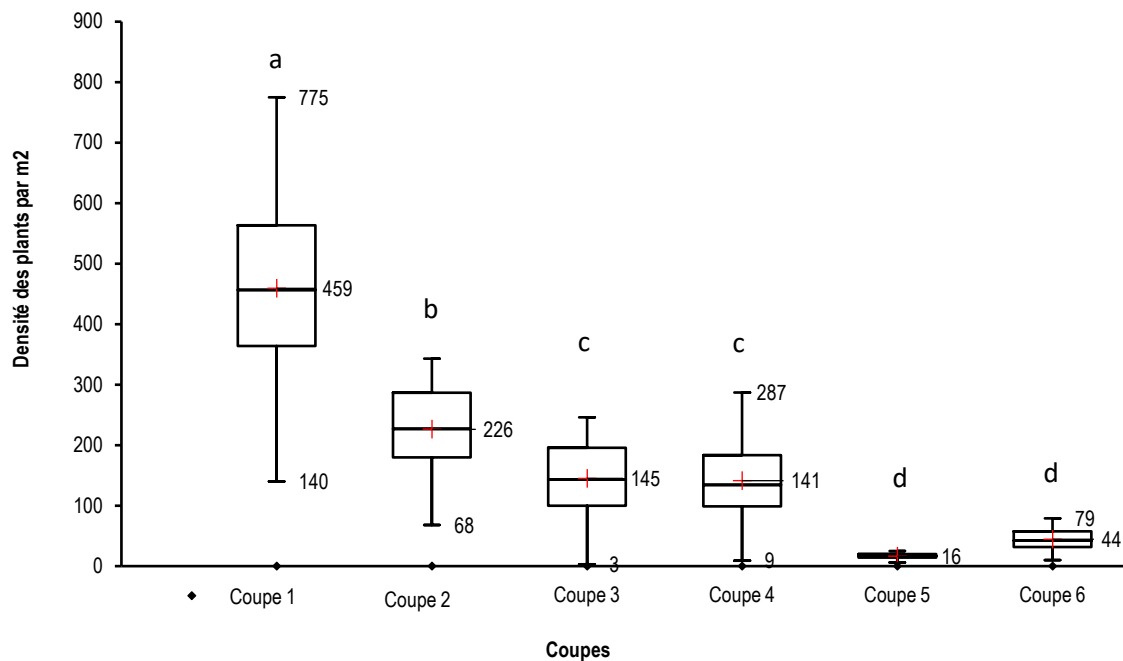 900
800
700
600
500
400
300
200
100
0
Densité des plants par m2
a
775
459
140
b
226
68
c
145
3
c
287
141
9
d
16
d
79
44
Coupe 1
Coupe 2
Coupe 3
Coupe 4
Coupe 5
Coupe 6
Coupes